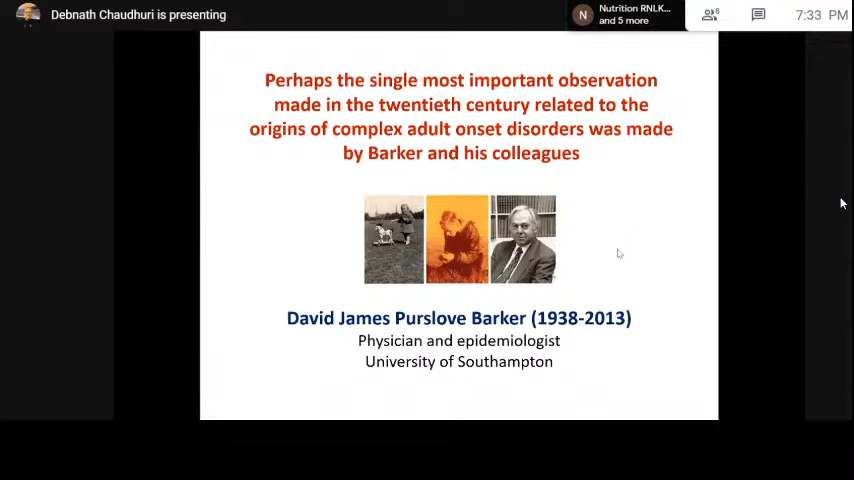 Debnath Chaudhuri is presenting
N
Nutrition RNLK...
and 5 more
8
7:33 PM
Perhaps the single most important observation
made in the twentieth century related to the
origins of complex adult onset disorders was made
by Barker and his colleagues
David James Purslove Barker (1938-2013)
Physician and epidemiologist
University of Southampton